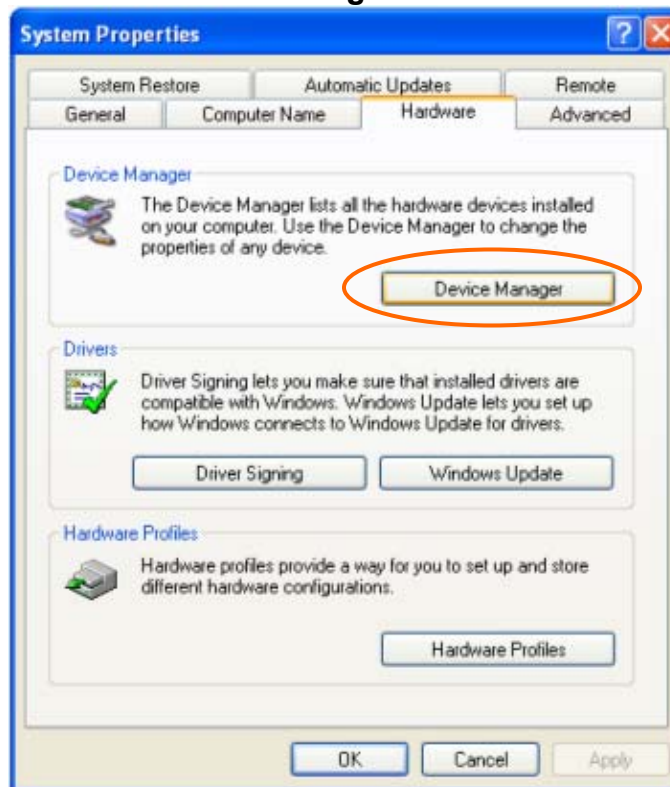 System Properties
System Restore Automatic Updates Remote
General Computer Name Hardware Advanced
Device Manager
The Device Manager lists all the hardware devices installed
on your computer. Use the Device Manager to change the
properties of any device.
Device Manager
Drivers
Driver Signing lets you make sure that installed drivers are
compatible with Windows. Windows Update lets you set up
how Windows connects to Windows Update for drivers.
Driver Signing Windows Update
Hardware Profiles
Hardware profiles provide a way for you to set up and store
different hardware configurations.
Hardware Profiles
OK Cancel Apply